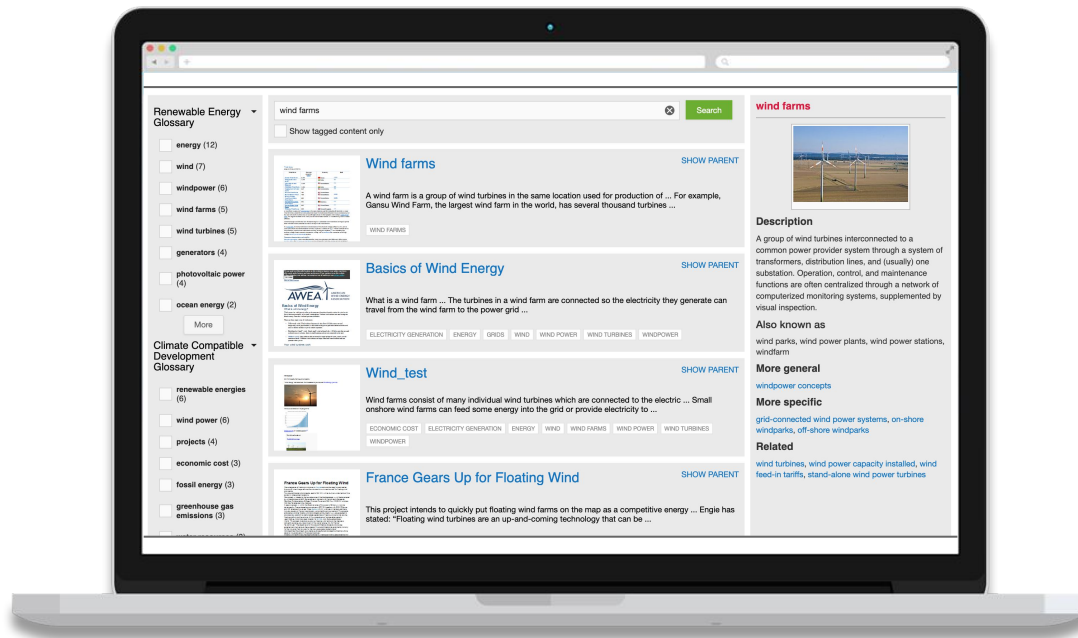 Renewable Energy
Glossary
energy (12)
wind (7)
windpower (6)
wind farms (5)
wind turbines (5)
generators (4)
photovoltaic power
(4)
ocean energy (2)
More
Climate Compatible
Development
Glossary
renewable energies
(6)
wind power (6)
projects (4)
economic cost (3)
fossil energy (3)
greenhouse gas
emissions (3)
wind farms
Search
Show tagged content only
Wind farms
SHOW PARENT
A wind farm is a group of wind turbines in the same location used for production of ... For example,
Gansu Wind Farm, the largest wind farm in the world, has several thousand turbines ...
WIND FARMS
AWEA
Basics of Wind Energy
Basics of Wind Energy
SHOW PARENT
What is a wind farm ... The turbines in a wind farm are connected so the electricity they generate can
travel from the wind farm to the power grid ...
ELECTRICITY GENERATION ENERGY GRIDS WIND WIND POWER WIND TURBINES WINDPOWER
Wind_test
SHOW PARENT
Wind farms consist of many individual wind turbines which are connected to the electric ... Small
onshore wind farms can feed some energy into the grid or provide electricity to ...
ECONOMIC COST ELECTRICITY GENERATION ENERGY WIND WIND FARMS WIND POWER WIND TURBINES
WINDPOWER
France Gears Up for Floating Wind
France Gears Up for Floating Wind
SHOW PARENT
This project intends to quickly put floating wind farms on the map as a competitive energy ... Engie has
stated: "Floating wind turbines are an up-and-coming technology that can be ...
wind farms
Description
A group of wind turbines interconnected to a
common power provider system through a system of
transformers, distribution lines, and (usually) one
substation. Operation, control, and maintenance
functions are often centralized through a network of
computerized monitoring systems, supplemented by
visual inspection.
Also known as
wind parks, wind power plants, wind power stations,
windfarm
More general
windpower concepts
More specific
grid-connected wind power systems, on-shore
windparks, off-shore windparks
Related
wind turbines, wind power capacity installed, wind
feed-in tariffs, stand-alone wind power turbines